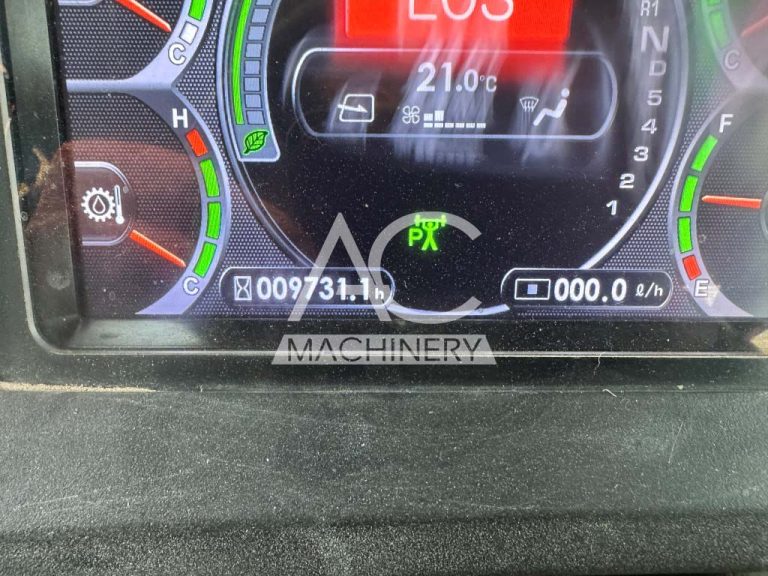 R1
C
C
21.0°C
N
D
5
H
F
4
3
2
1
P
C
009731.1h
000.0 ℓ/h
E
AC
MACHINERY